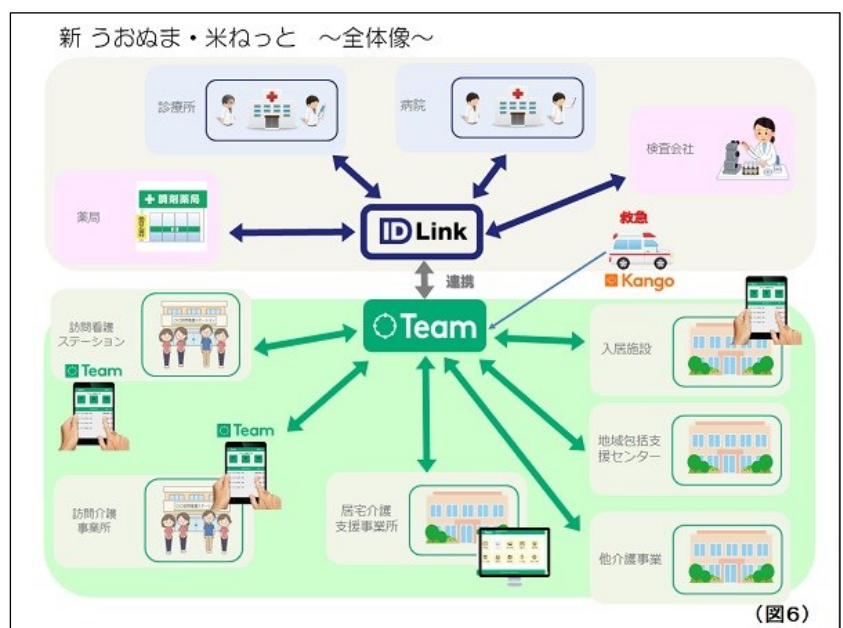 新 うおぬま・米ねっと ～全体像～
診療所
病院
検査会社
薬局
調剤薬局
ID Link
救急
Kango
連携
Team
訪問看護
ステーション
Team
入居施設
Team
地域包括支
援センター
訪問介護
事業所
居宅介護
支援事業所
他介護事業
(図6)